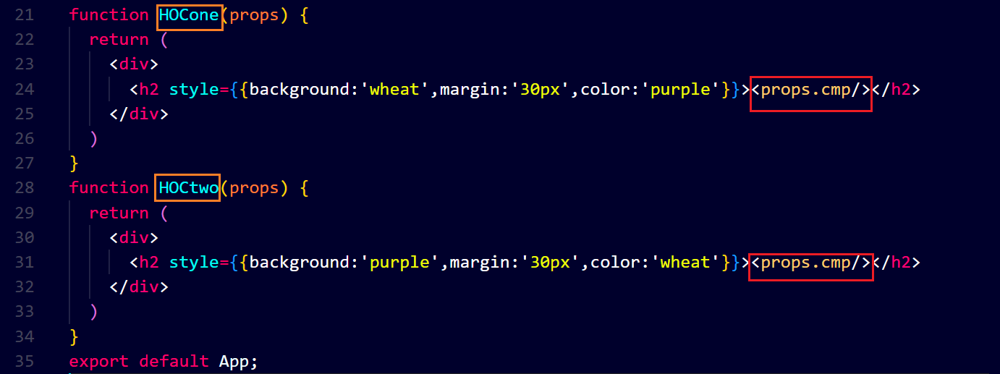 21 function HOCone(props) {
22 return (
23 <div>
24 <h2 style={{background:'wheat',margin:'30px',color:'purple'}}><props.cmp/></h2>
25 </div>
26 )
27 }
28 function HOCtwo(props) {
29 return (
30 <div>
31 <h2 style={{background:'purple',margin:'30px',color:'wheat'}}><props.cmp/></h2>
32 </div>
33 )
34 }
35 export default App;